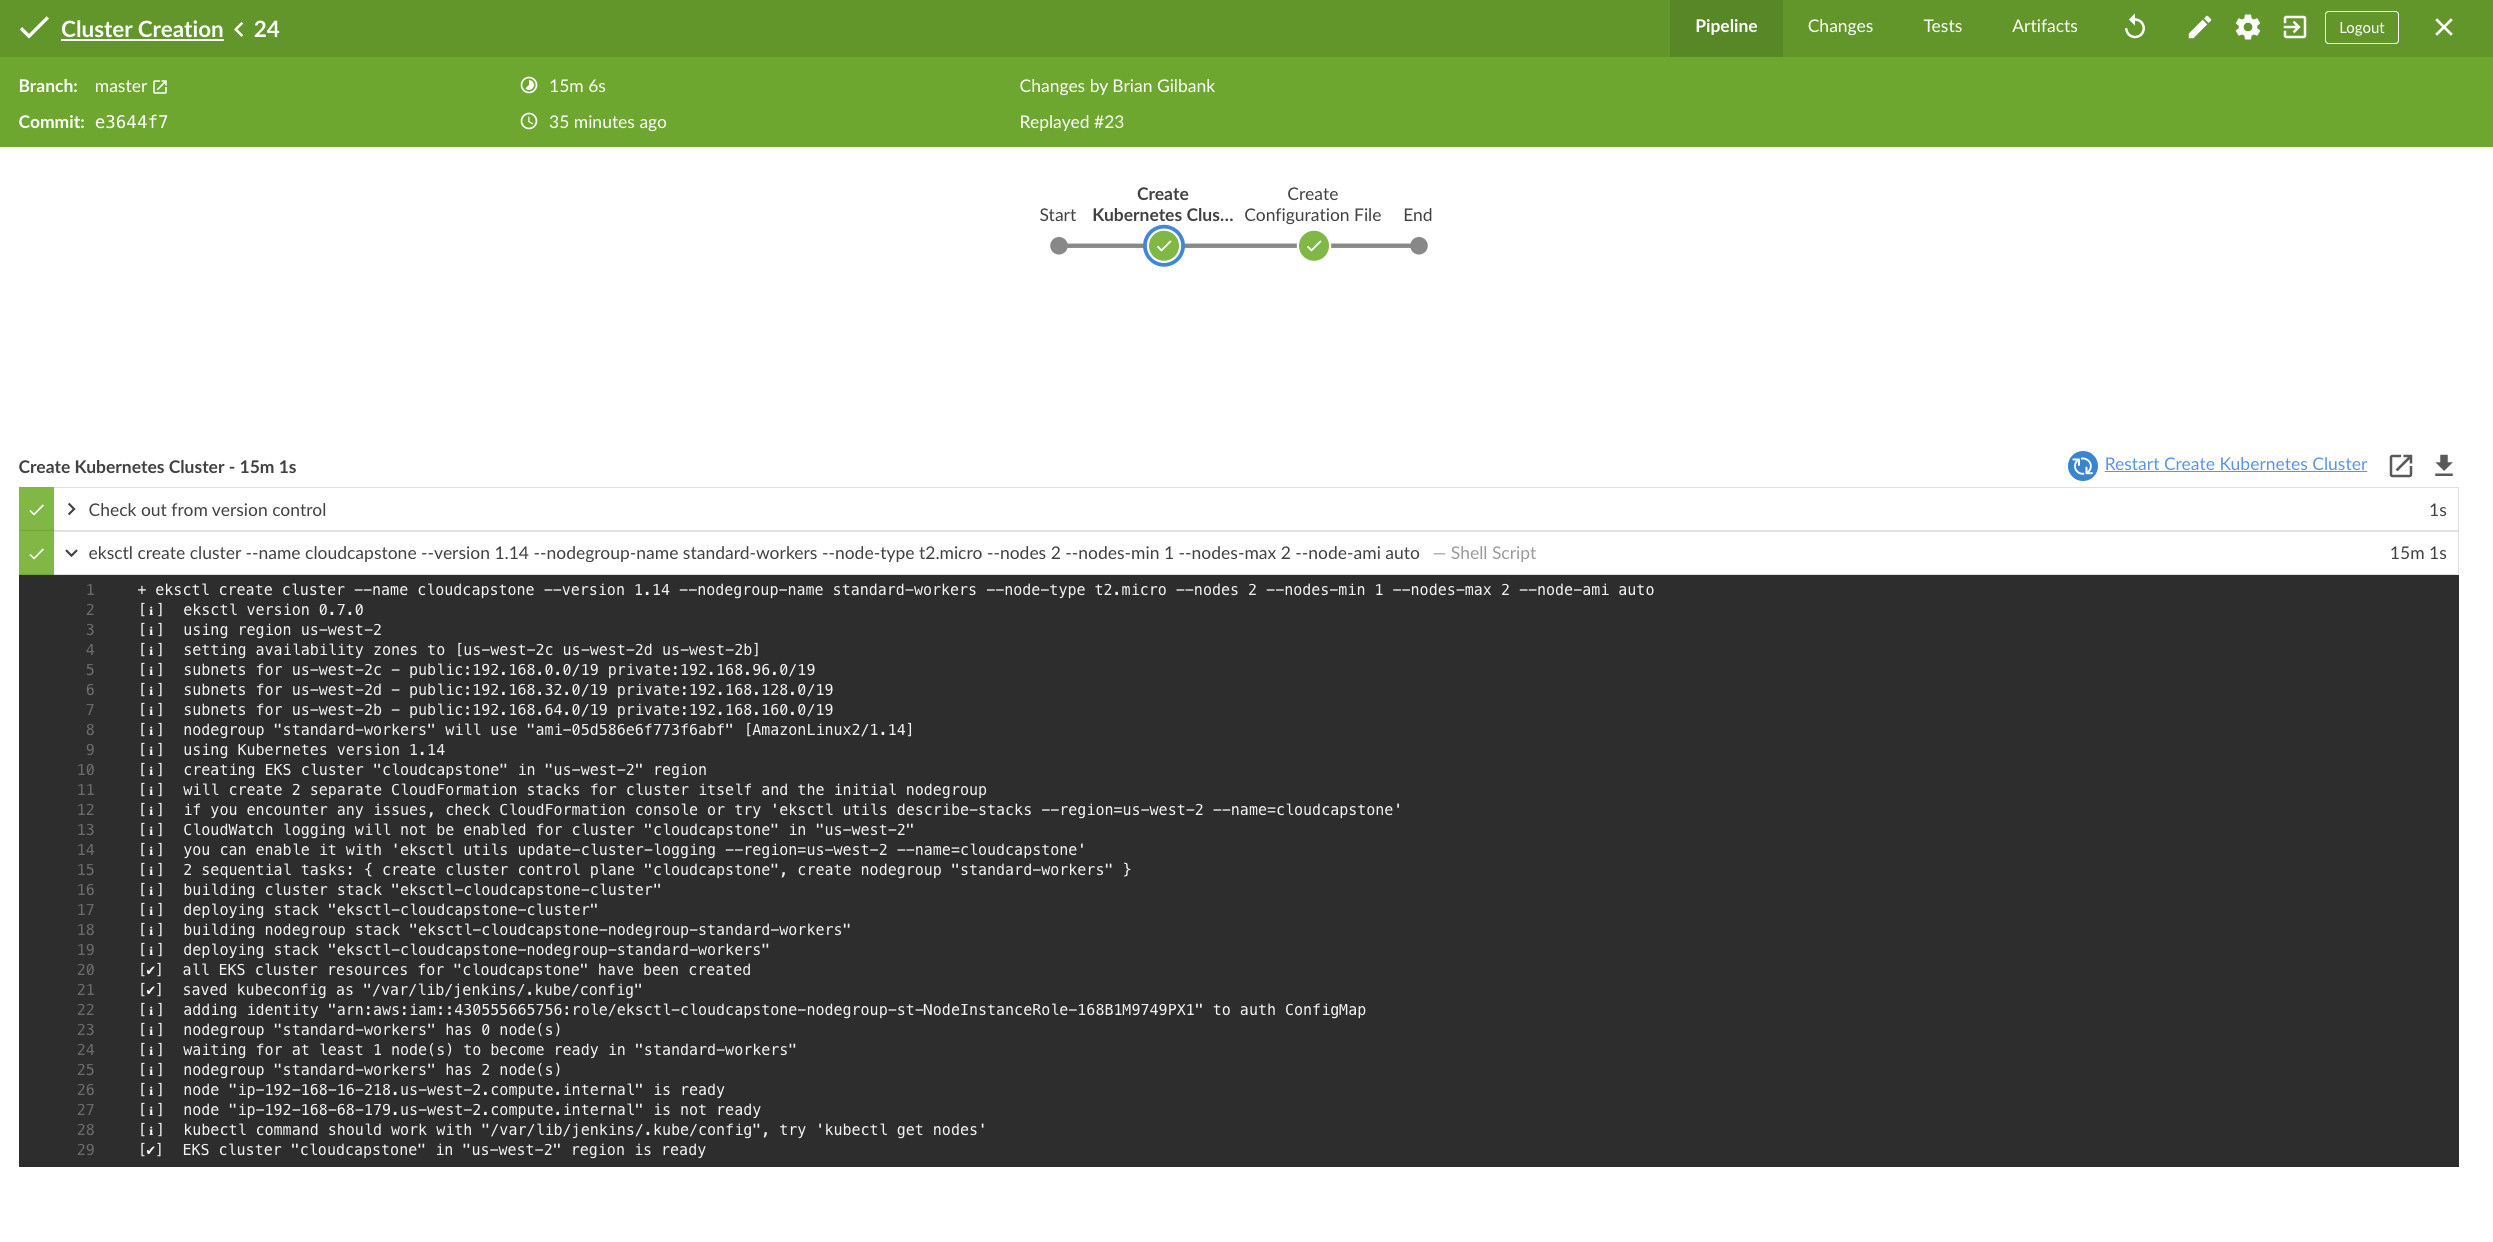 Cluster Creation < 24
Pipeline Changes Tests Artifacts Logout
Branch: master 15m 6s Changes by Brian Gilbank
Commit: e3644f7 35 minutes ago Replayed #23
Start Create Kubernetes Clus... Create Configuration File End
Create Kubernetes Cluster - 15m 1s Restart Create Kubernetes Cluster
Check out from version control 1s
eksctl create cluster --name cloudcapstone --version 1.14 --nodegroup-name standard-workers --node-type t2.micro --nodes 2 --nodes-min 1 --nodes-max 2 --node-ami auto — Shell Script 15m 1s
1 + eksctl create cluster --name cloudcapstone --version 1.14 --nodegroup-name standard-workers --node-type t2.micro --nodes 2 --nodes-min 1 --nodes-max 2 --node-ami auto
2 [ℹ] eksctl version 0.7.0
3 [ℹ] using region us-west-2
4 [ℹ] setting availability zones to [us-west-2c us-west-2d us-west-2b]
5 [ℹ] subnets for us-west-2c - public:192.168.0.0/19 private:192.168.96.0/19
6 [ℹ] subnets for us-west-2d - public:192.168.32.0/19 private:192.168.128.0/19
7 [ℹ] subnets for us-west-2b - public:192.168.64.0/19 private:192.168.160.0/19
8 [ℹ] nodegroup "standard-workers" will use "ami-05d586e6f773f6abf" [AmazonLinux2/1.14]
9 [ℹ] using Kubernetes version 1.14
10 [ℹ] creating EKS cluster "cloudcapstone" in "us-west-2" region
11 [ℹ] will create 2 separate CloudFormation stacks for cluster itself and the initial nodegroup
12 [ℹ] if you encounter any issues, check CloudFormation console or try 'eksctl utils describe-stacks --region=us-west-2 --name=cloudcapstone'
13 [ℹ] CloudWatch logging will not be enabled for cluster "cloudcapstone" in "us-west-2"
14 [ℹ] you can enable it with 'eksctl utils update-cluster-logging --region=us-west-2 --name=cloudcapstone'
15 [ℹ] 2 sequential tasks: { create cluster control plane "cloudcapstone", create nodegroup "standard-workers" }
16 [ℹ] building cluster stack "eksctl-cloudcapstone-cluster"
17 [ℹ] deploying stack "eksctl-cloudcapstone-cluster"
18 [ℹ] building nodegroup stack "eksctl-cloudcapstone-nodegroup-standard-workers"
19 [ℹ] deploying stack "eksctl-cloudcapstone-nodegroup-standard-workers"
20 [✔] all EKS cluster resources for "cloudcapstone" have been created
21 [✔] saved kubeconfig as "/var/lib/jenkins/.kube/config"
22 [ℹ] adding identity "arn:aws:iam::430555665756:role/eksctl-cloudcapstone-nodegroup-st-NodeInstanceRole-168B1M9749PX1" to auth ConfigMap
23 [ℹ] nodegroup "standard-workers" has 0 node(s)
24 [ℹ] waiting for at least 1 node(s) to become ready in "standard-workers"
25 [ℹ] nodegroup "standard-workers" has 2 node(s)
26 [ℹ] node "ip-192-168-16-218.us-west-2.compute.internal" is ready
27 [ℹ] node "ip-192-168-68-179.us-west-2.compute.internal" is not ready
28 [ℹ] kubectl command should work with "/var/lib/jenkins/.kube/config", try 'kubectl get nodes'
29 [✔] EKS cluster "cloudcapstone" in "us-west-2" region is ready